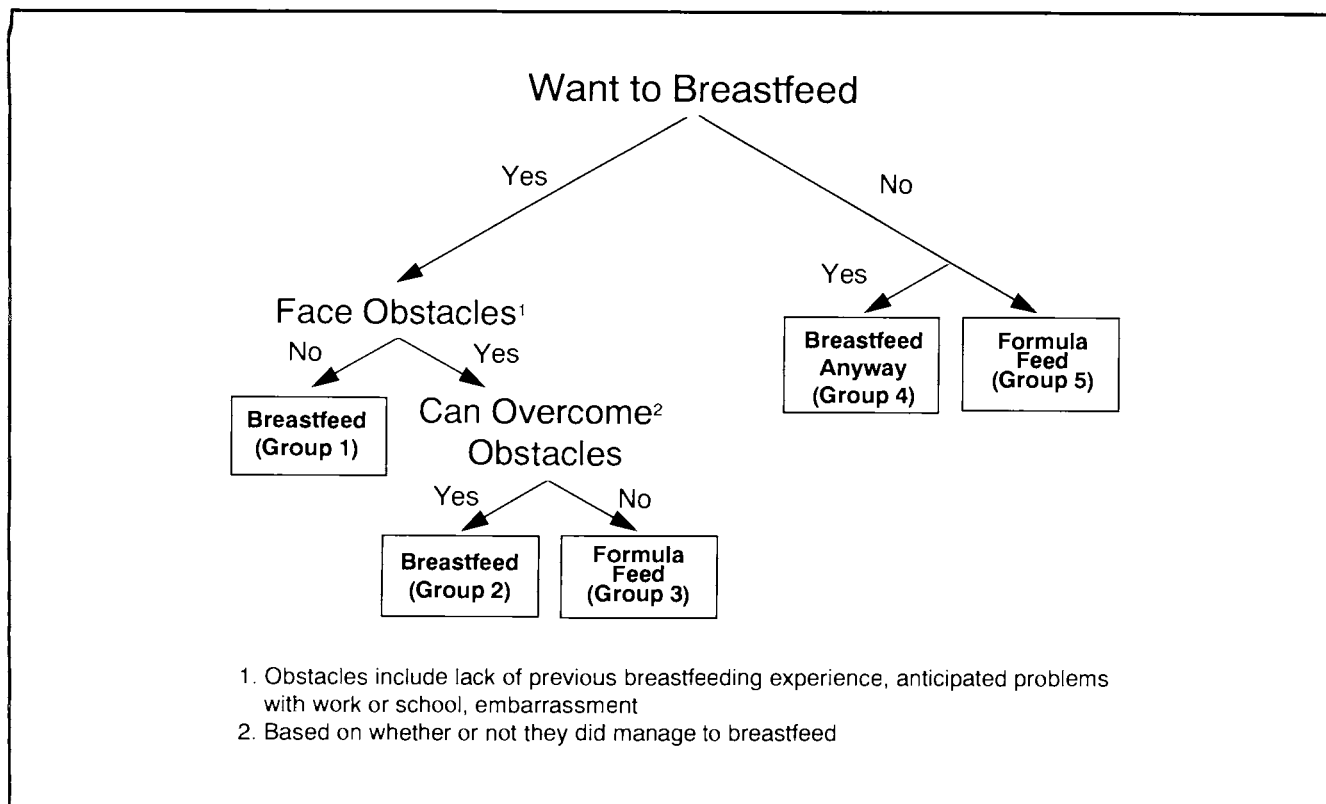 Want to Breastfeed
Yes
No
Face Obstacles1
No
Yes
Breastfeed
(Group 1)
Can Overcome2
Obstacles
Yes
No
Breastfeed
(Group 2)
Formula
Feed
(Group 3)
Yes
Breastfeed
Anyway
(Group 4)
Formula
Feed
(Group 5)
1. Obstacles include lack of previous breastfeeding experience, anticipated problems
with work or school, embarrassment
2. Based on whether or not they did manage to breastfeed